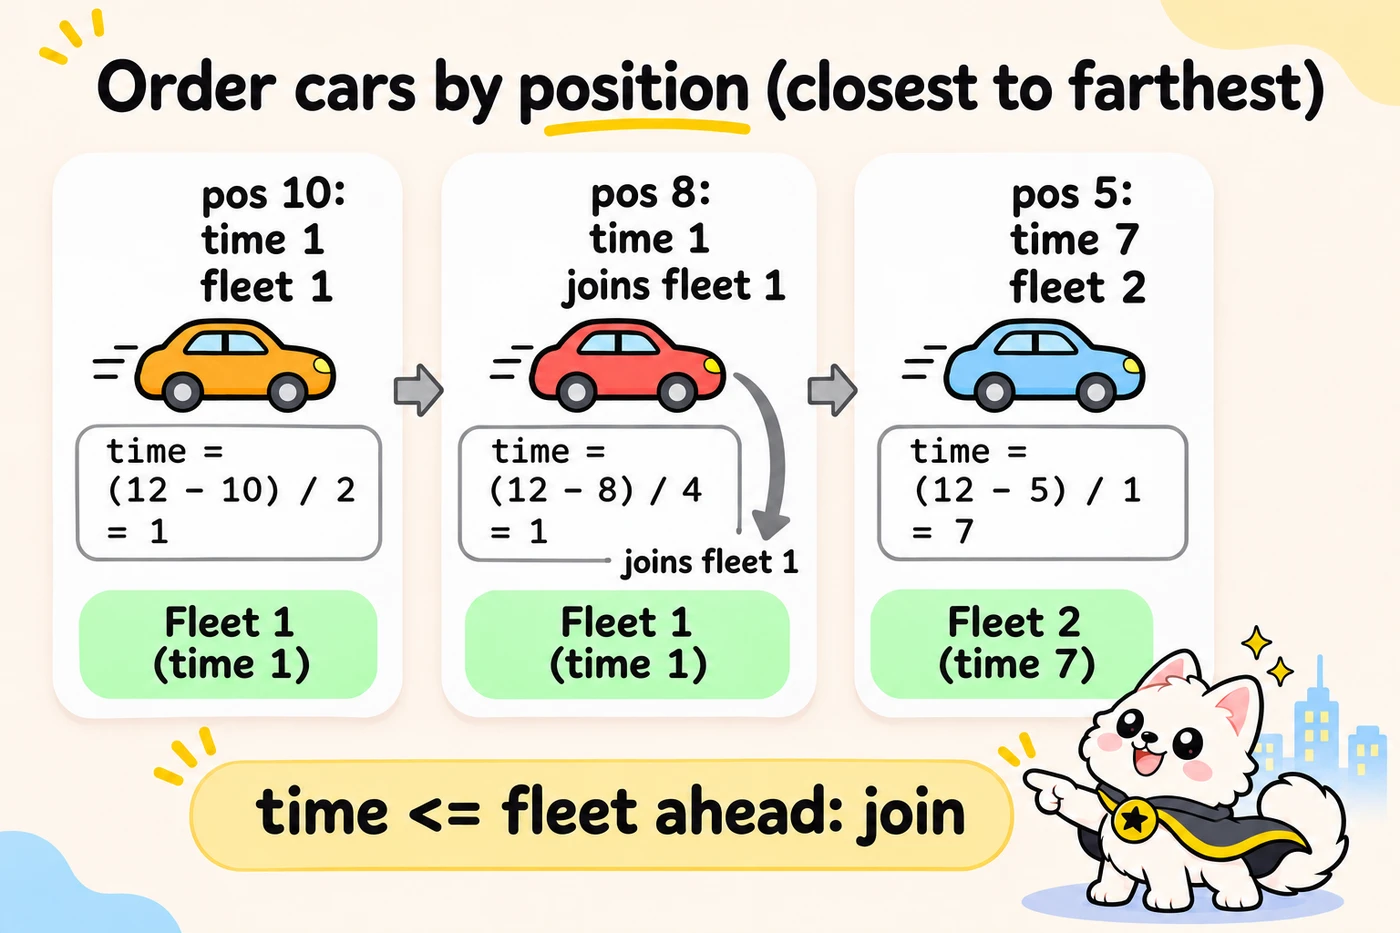 Order cars by position (closest to farthest)
pos 10:
time 1
fleet 1
time =
(12 - 10) / 2
= 1
Fleet 1
(time 1)
pos 8:
time 1
joins fleet 1
time =
(12 - 8) / 4
= 1
joins fleet 1
Fleet 1
(time 1)
pos 5:
time 7
fleet 2
time =
(12 - 5) / 1
= 7
Fleet 2
(time 7)
time <= fleet ahead: join